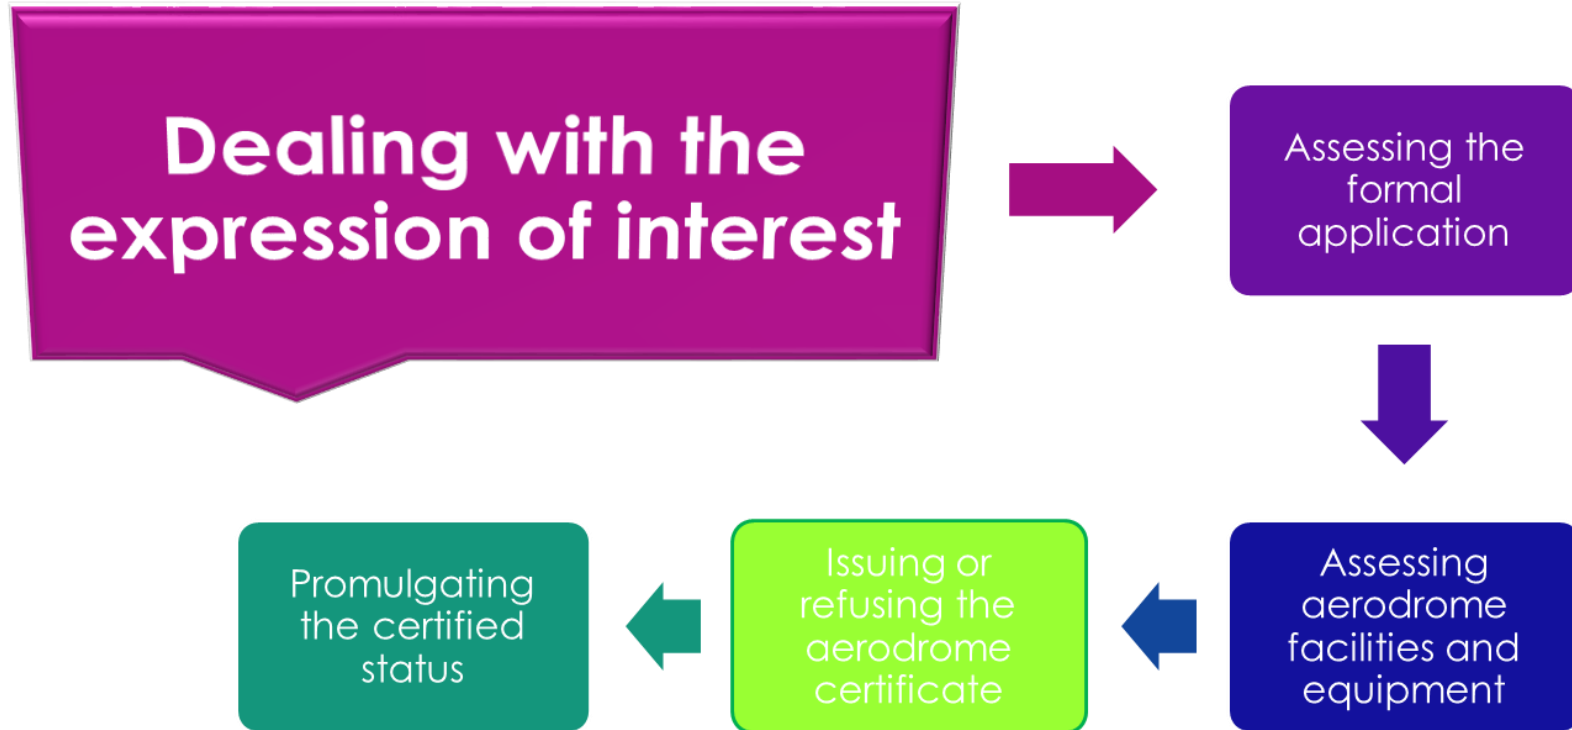 Dealing with the
expression of interest
Assessing the
formal
application
Assessing
aerodrome
facilities and
equipment
Issuing or
refusing the
aerodrome
certificate
Promulgating
the certified
status